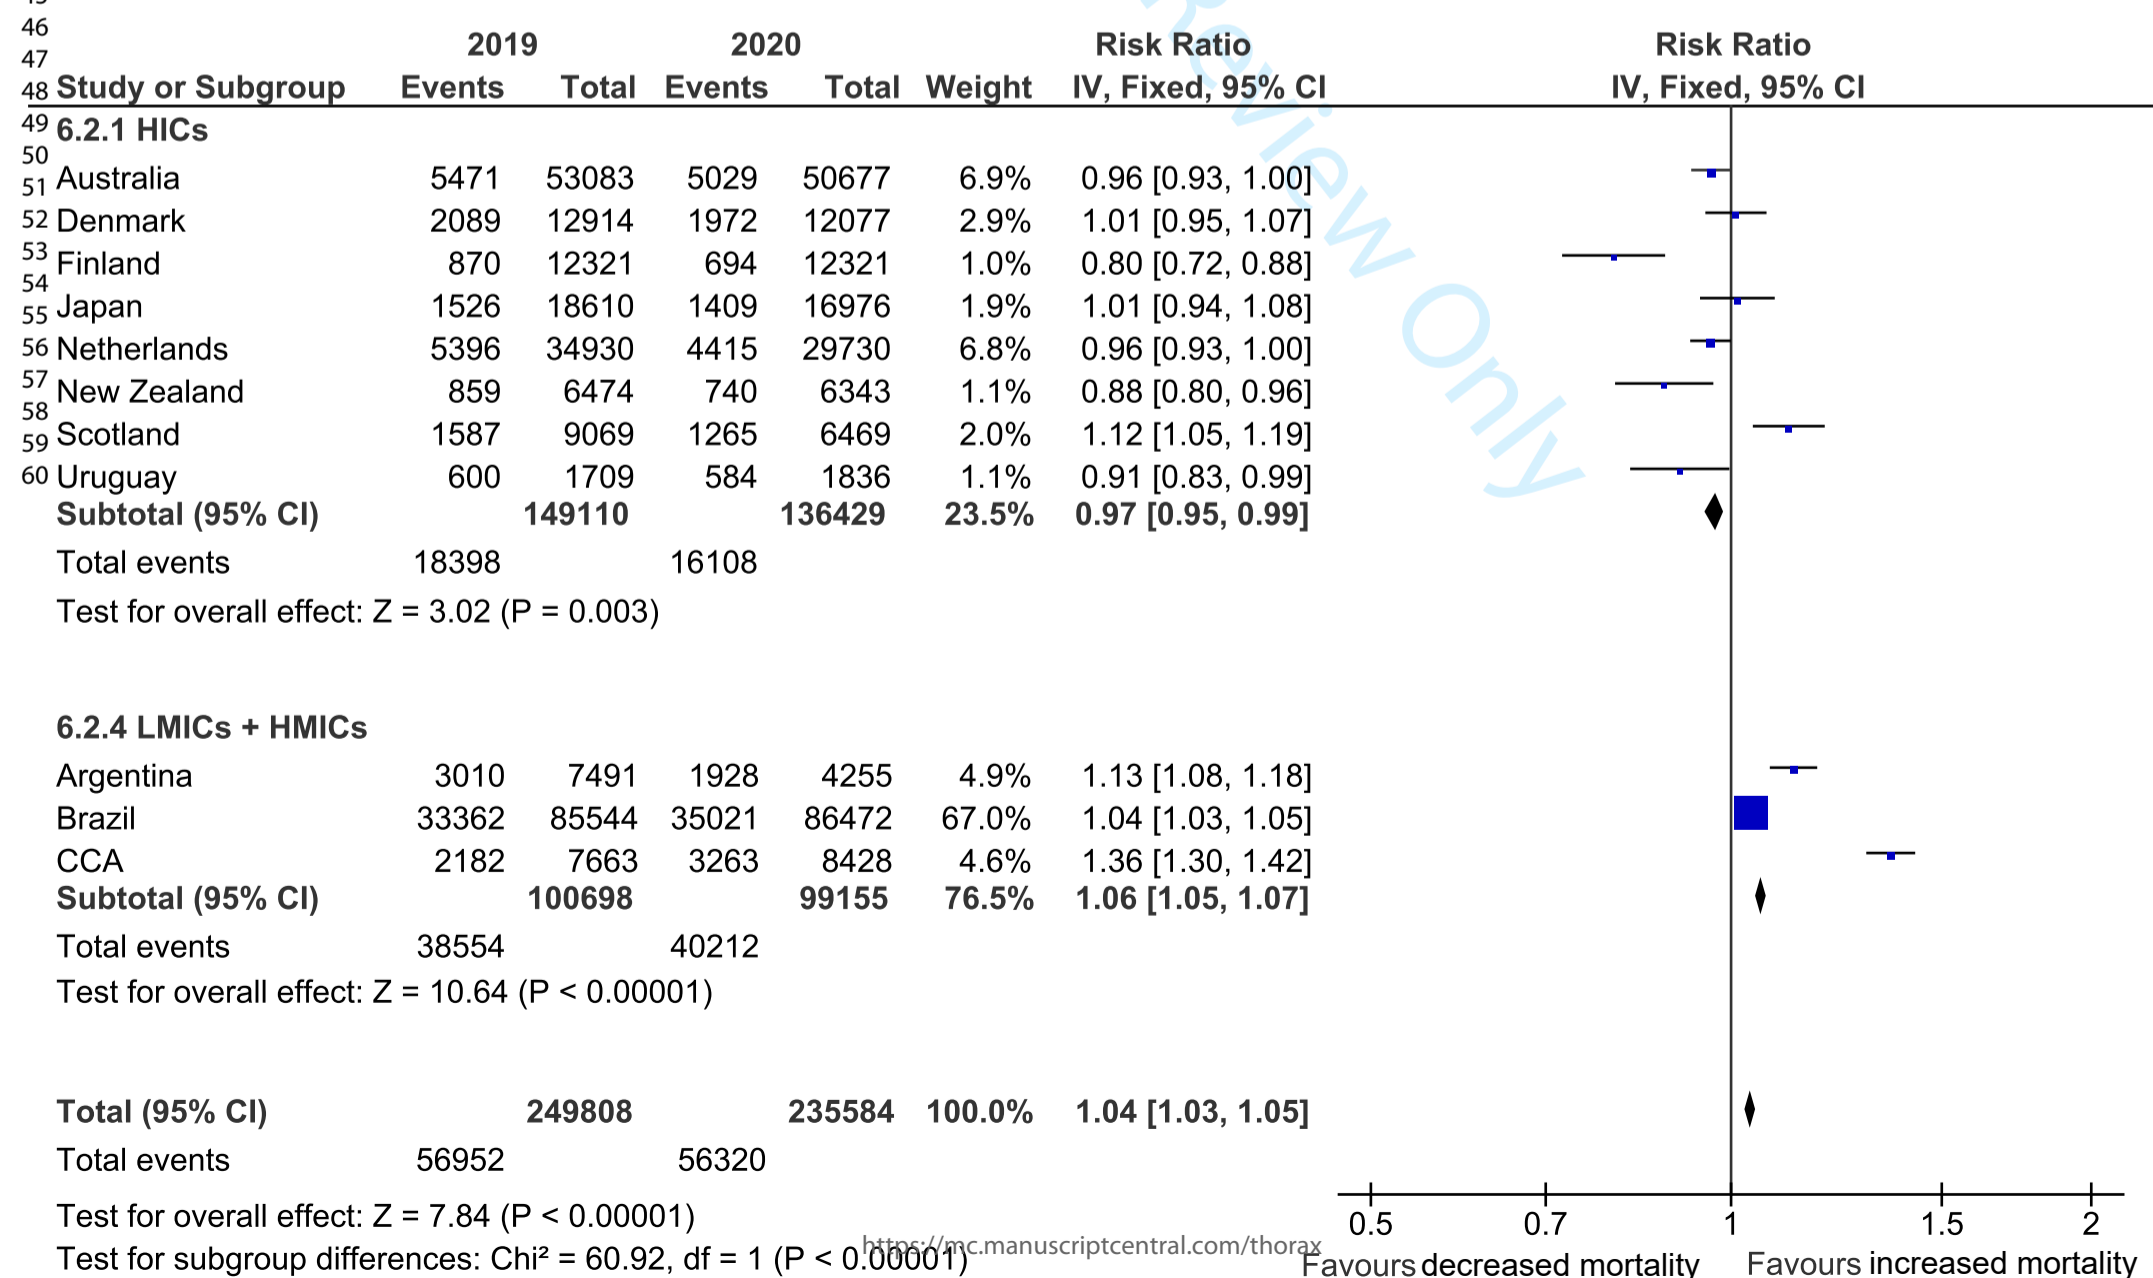 46
47
48
49
50
51
52
53
54
55
56
57
58
59
60
2019 2020 Risk Ratio Risk Ratio
Study or Subgroup Events Total Events Total Weight IV, Fixed, 95% CI IV, Fixed, 95% CI
6.2.1 HICs
Australia 5471 53083 5029 50677 6.9% 0.96 [0.93, 1.00]
Denmark 2089 12914 1972 12077 2.9% 1.01 [0.95, 1.07]
Finland 870 12321 694 12321 1.0% 0.80 [0.72, 0.88]
Japan 1526 18610 1409 16976 1.9% 1.01 [0.94, 1.08]
Netherlands 5396 34930 4415 29730 6.8% 0.96 [0.93, 1.00]
New Zealand 859 6474 740 6343 1.1% 0.88 [0.80, 0.96]
Scotland 1587 9069 1265 6469 2.0% 1.12 [1.05, 1.19]
Uruguay 600 1709 584 1836 1.1% 0.91 [0.83, 0.99]
Subtotal (95% CI) 149110 136429 23.5% 0.97 [0.95, 0.99]
Total events 18398 16108
Test for overall effect: Z = 3.02 (P = 0.003)
6.2.4 LMICs + HMICs
Argentina 3010 7491 1928 4255 4.9% 1.13 [1.08, 1.18]
Brazil 33362 85544 35021 86472 67.0% 1.04 [1.03, 1.05]
CCA 2182 7663 3263 8428 4.6% 1.36 [1.30, 1.42]
Subtotal (95% CI) 100698 99155 76.5% 1.06 [1.05, 1.07]
Total events 38554 40212
Test for overall effect: Z = 10.64 (P < 0.00001)
Total (95% CI) 249808 235584 100.0% 1.04 [1.03, 1.05]
Total events 56952 56320
Test for overall effect: Z = 7.84 (P < 0.00001)
Test for subgroup differences: Chi² = 60.92, df = 1 (P < 0.00001)
0.5 0.7 1 1.5 2
Favours decreased mortality Favours increased mortality
https://mc.manuscriptcentral.com/thorax
Review Only